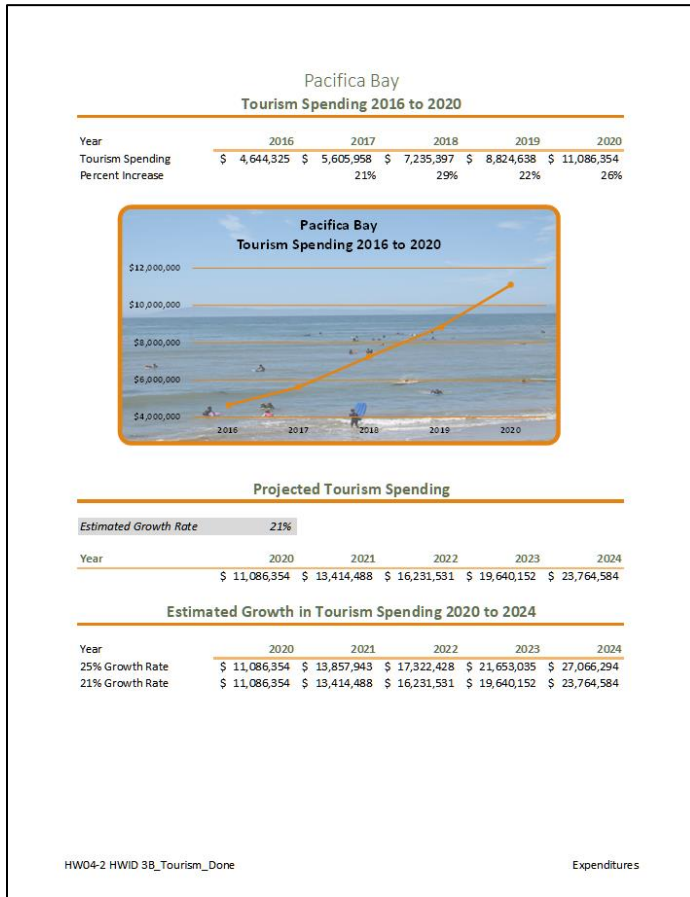 Pacifica Bay
Tourism Spending 2016 to 2020
Year 2016 2017 2018 2019 2020
Tourism Spending $ 4,644,325 $ 5,605,958 $ 7,235,397 $ 8,824,638 $ 11,086,354
Percent Increase 21% 29% 22% 26%
Pacifica Bay
Tourism Spending 2016 to 2020
$12,000,000
$10,000,000
$8,000,000
$6,000,000
$4,000,000
2016 2017 2018 2019 2020
Projected Tourism Spending
Estimated Growth Rate 21%
Year 2020 2021 2022 2023 2024
$ 11,086,354 $ 13,414,488 $ 16,231,531 $ 19,640,152 $ 23,764,584
Estimated Growth in Tourism Spending 2020 to 2024
Year 2020 2021 2022 2023 2024
25% Growth Rate $ 11,086,354 $ 13,857,943 $ 17,322,428 $ 21,653,035 $ 27,066,294
21% Growth Rate $ 11,086,354 $ 13,414,488 $ 16,231,531 $ 19,640,152 $ 23,764,584
HW04-2 HWID 3B_Tourism_Done Expenditures